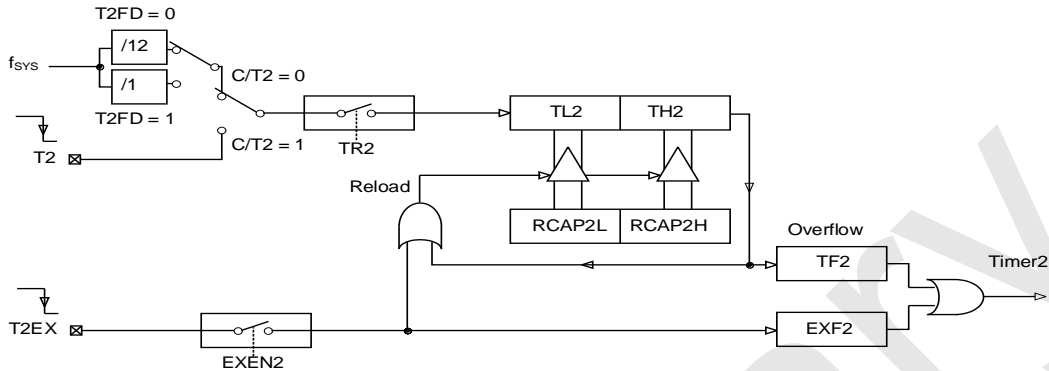 T2FD = 0
/12
fSYS
C/T2 = 0
/1
TL2
TH2
T2FD = 1
C/T2 = 1
TR2
T2
Reload
RCAP2L
RCAP2H
Overflow
TF2
Timer2
T2EX
EXF2
EXEN2